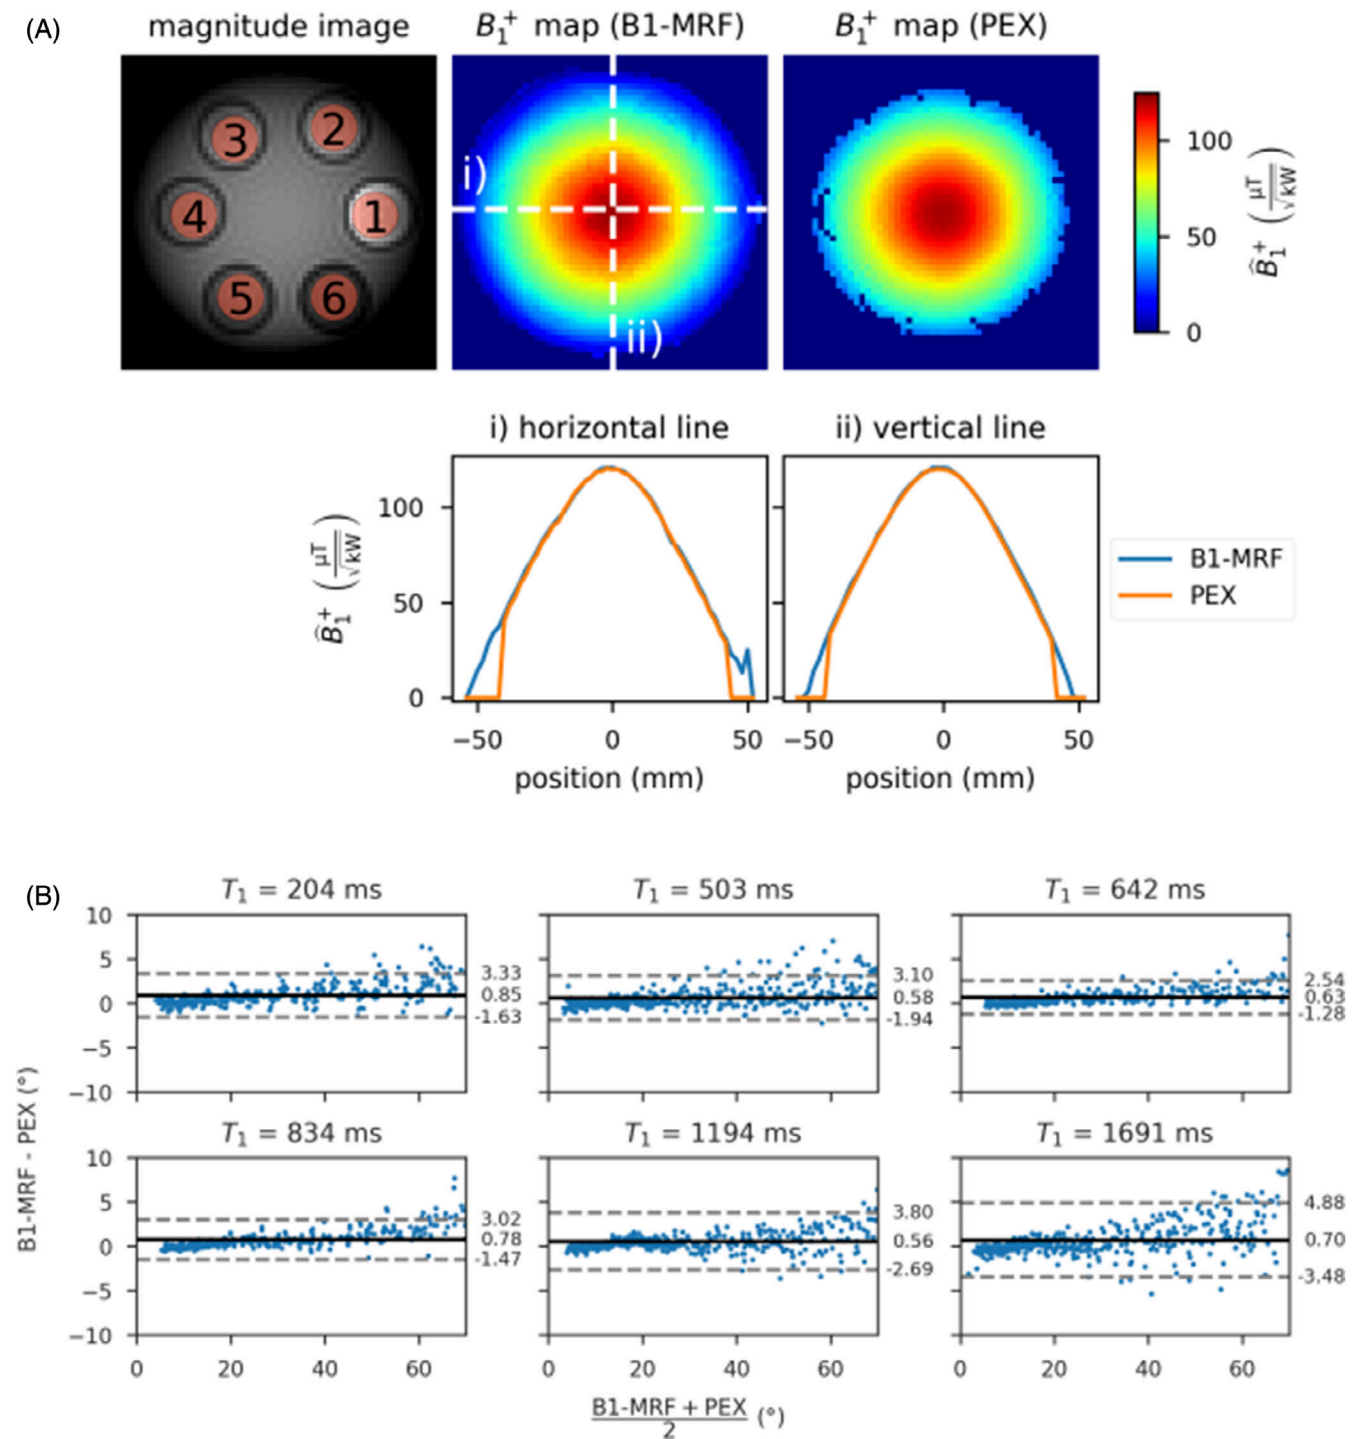 (A)
magnitude image
B₁⁺ map (B1-MRF)
B₁⁺ map (PEX)
3 2
4 1
5 6
i)
ii)
100
50
0
B̂₁⁺ (μT/√kW)
i) horizontal line
ii) vertical line
100
50
0
B̂₁⁺ (μT/√kW)
−50 0 50
−50 0 50
position (mm)
position (mm)
B1-MRF
PEX
(B)
T₁ = 204 ms
T₁ = 503 ms
T₁ = 642 ms
10
5
0
−5
−10
3.33
0.85
-1.63
3.10
0.58
-1.94
2.54
0.63
-1.28
B1-MRF - PEX (°)
T₁ = 834 ms
T₁ = 1194 ms
T₁ = 1691 ms
10
5
0
−5
−10
3.02
0.78
-1.47
3.80
0.56
-2.69
4.88
0.70
-3.48
0 20 40 60
0 20 40 60
0 20 40 60
B1-MRF + PEX
2
(°)